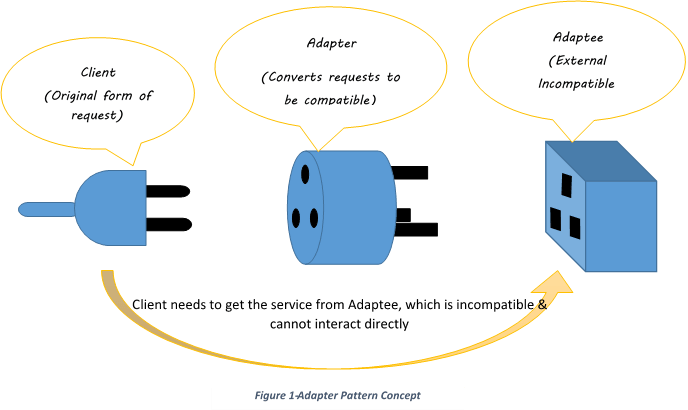 Client
(Original form of
request)
Adapter
(Converts requests to
be compatible)
Adaptee
(External
Incompatible
Client needs to get the service from Adaptee, which is incompatible &
cannot interact directly
Figure 1-Adapter Pattern Concept